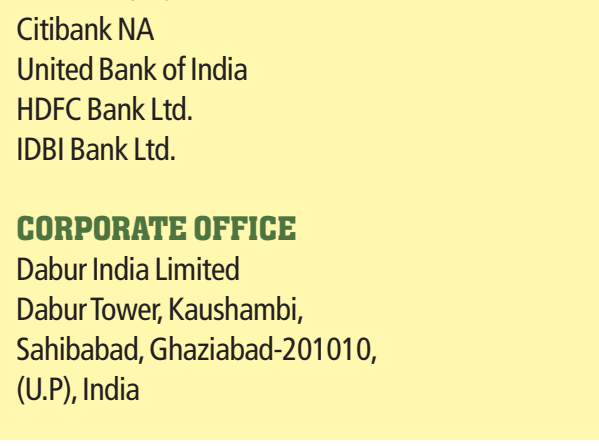 Citibank NA
United Bank of India
HDFC Bank Ltd.
IDBI Bank Ltd.
CORPORATE OFFICE
Dabur India Limited
Dabur Tower, Kaushambi,
Sahibabad, Ghaziabad-201010,
(U.P), India